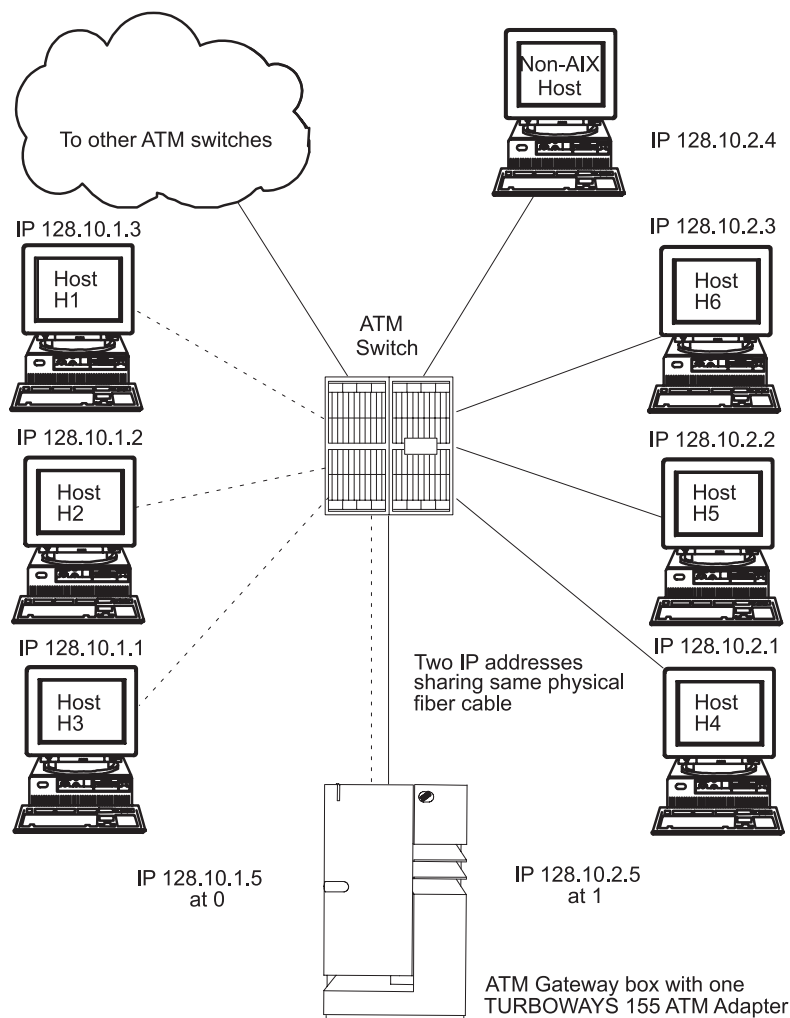 Non-AIX
Host
To other ATM switches
IP 128.10.2.4
IP 128.10.1.3
IP 128.10.2.3
Host
H1
Host
H6
ATM
Switch
IP 128.10.1.2
IP 128.10.2.2
Host
H2
Host
H5
IP 128.10.1.1
IP 128.10.2.1
Two IP addresses
sharing same physical
fiber cable
Host
H3
Host
H4
IP 128.10.1.5
at 0
IP 128.10.2.5
at 1
ATM Gateway box with one
TURBOWAYS 155 ATM Adapter